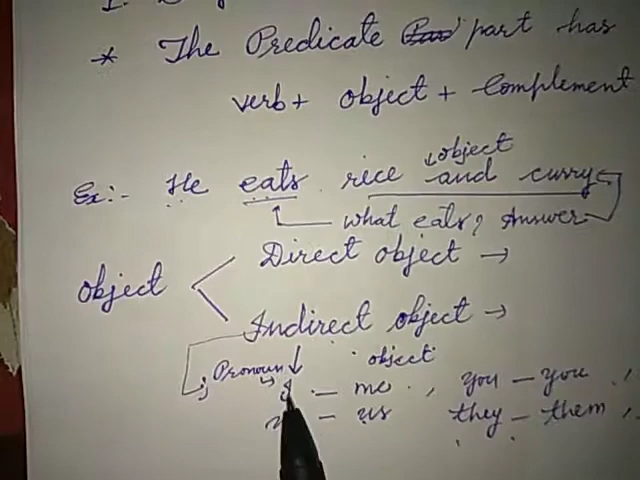 * The Predicate part has
verb + object + Complement
object
Ex:- He eats rice and curry
what eats? Answer
Direct object →
object
Indirect object →
Pronoun object
I — me , you — you ,
— us they — them ,